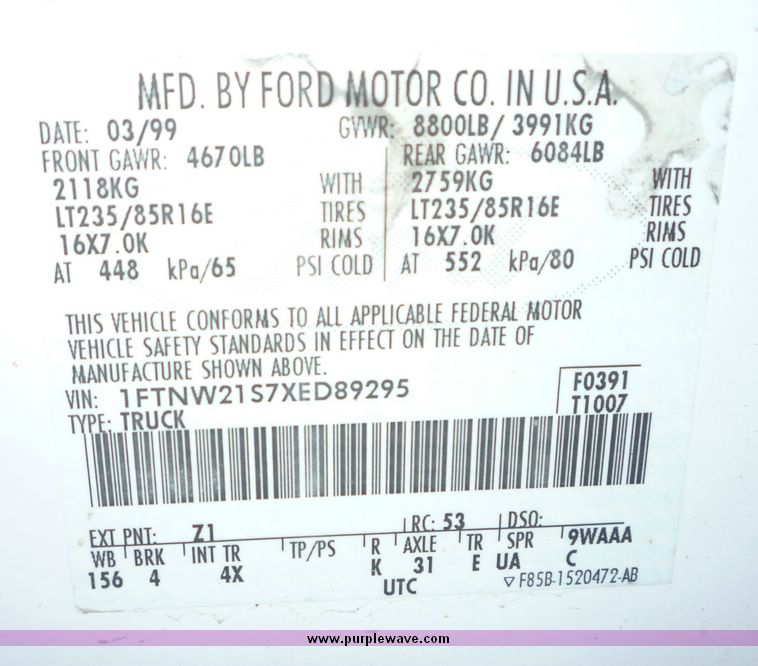 MFD. BY FORD MOTOR CO. IN U.S.A.
DATE: 03/99 GVWR: 8800LB/ 3991KG
FRONT GAWR: 4670LB REAR GAWR: 6084LB
2118KG WITH 2759KG WITH
LT235/85R16E TIRES LT235/85R16E TIRES
16X7.0K RIMS 16X7.0K RIMS
AT 448 kPa/65 PSI COLD AT 552 kPa/80 PSI COLD
THIS VEHICLE CONFORMS TO ALL APPLICABLE FEDERAL MOTOR
VEHICLE SAFETY STANDARDS IN EFFECT ON THE DATE OF
MANUFACTURE SHOWN ABOVE.
VIN: 1FTNW21S7XED89295 F0391
TYPE: TRUCK T1007
EXT PNT: Z1 RC: 53 DSO:
WB BRK INT TR TP/PS R AXLE TR SPR 9WAAA
156 4 4X K 31 E UA C
UTC ▽ F85B-1520472-AB
www.purplewave.com